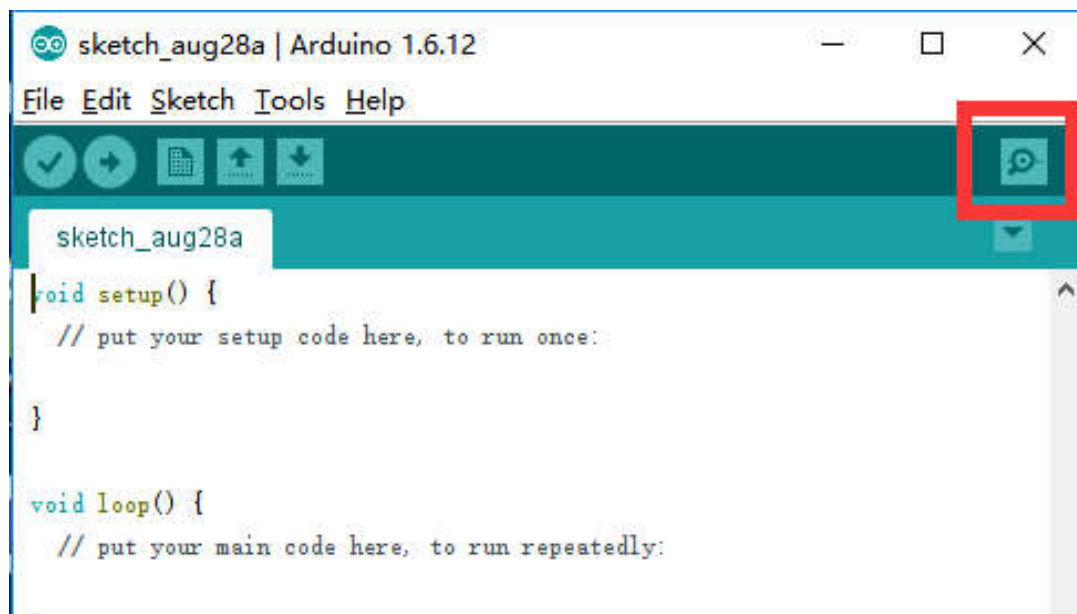 sketch_aug28a | Arduino 1.6.12
File Edit Sketch Tools Help
sketch_aug28a
void setup() {
// put your setup code here, to run once:
}
void loop() {
// put your main code here, to run repeatedly: